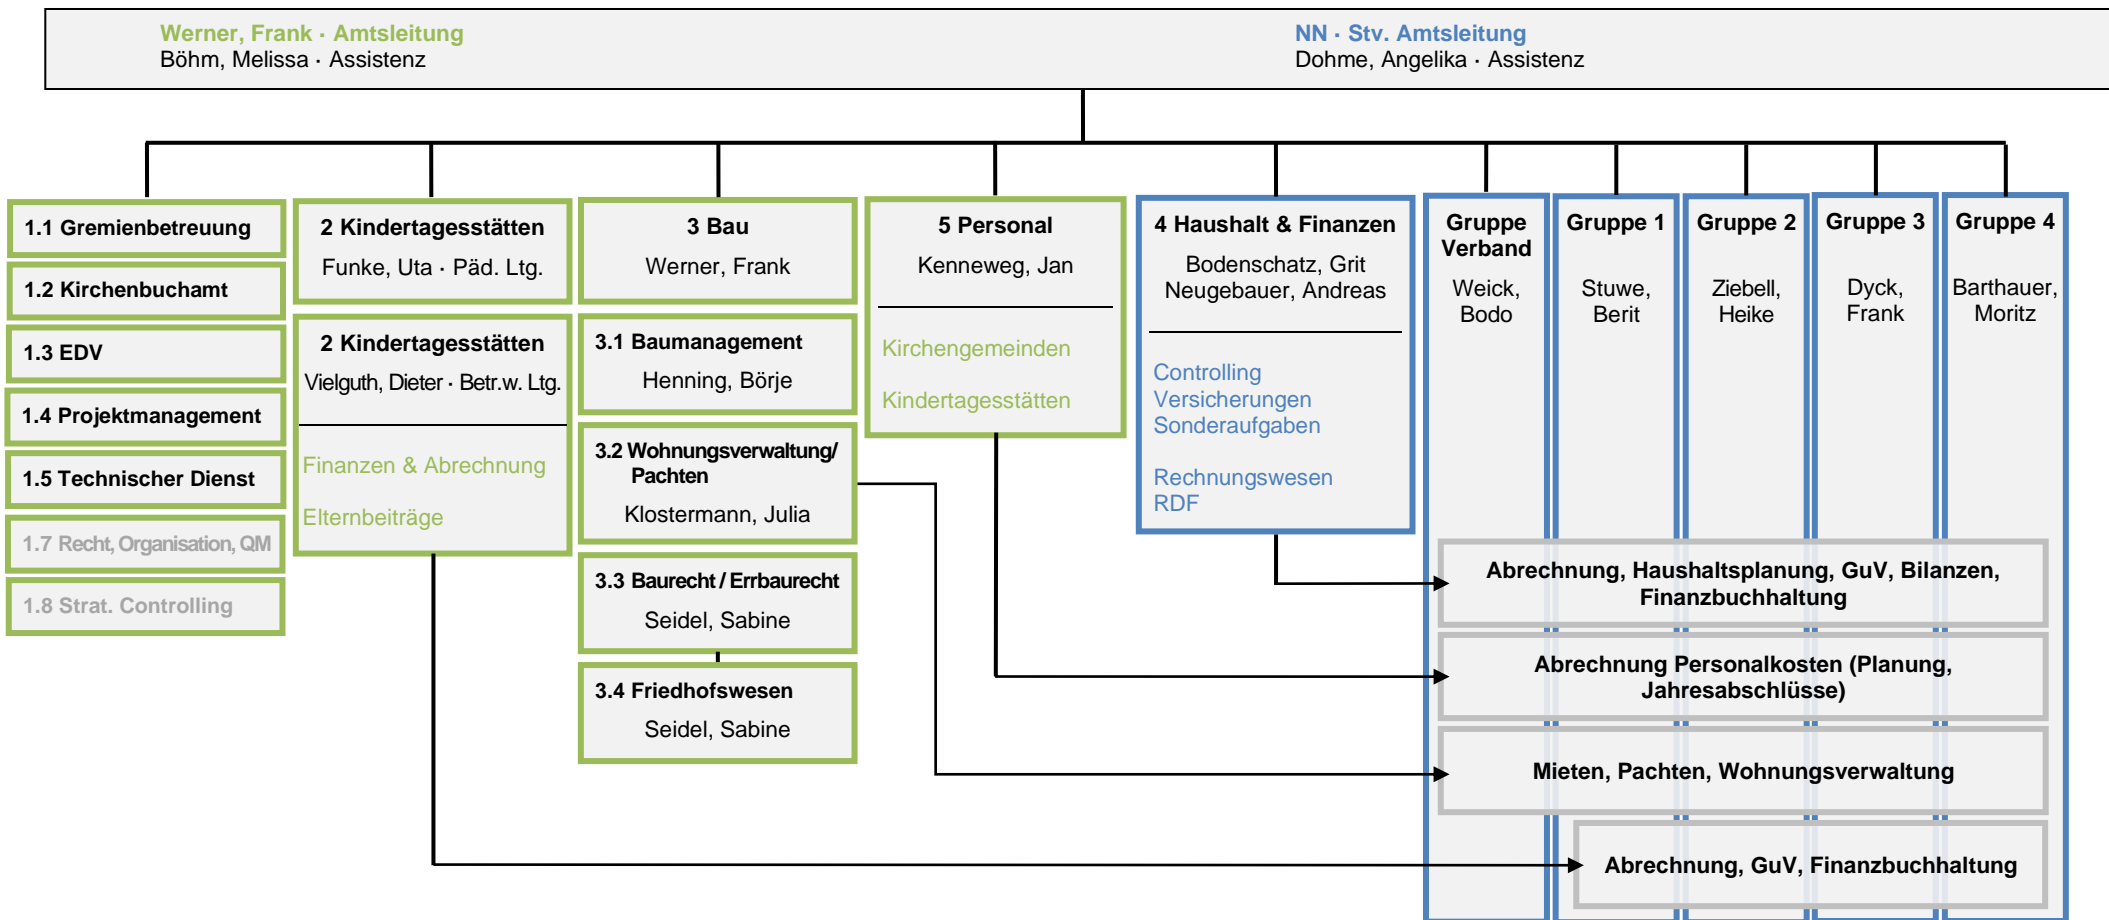 Werner, Frank · Amtsleitung
Böhm, Melissa · Assistenz
NN · Stv. Amtsleitung
Dohme, Angelika · Assistenz
1.1 Gremienbetreuung
1.2 Kirchenbuchamt
1.3 EDV
1.4 Projektmanagement
1.5 Technischer Dienst
1.7 Recht, Organisation, QM
1.8 Strat. Controlling
2 Kindertagesstätten
Funke, Uta · Päd. Ltg.
2 Kindertagesstätten
Vielguth, Dieter · Betr.w. Ltg.
Finanzen & Abrechnung
Elternbeiträge
3 Bau
Werner, Frank
3.1 Baumanagement
Henning, Börje
3.2 Wohnungsverwaltung/
Pachten
Klostermann, Julia
3.3 Baurecht / Errbaurecht
Seidel, Sabine
3.4 Friedhofswesen
Seidel, Sabine
5 Personal
Kenneweg, Jan
Kirchengemeinden
Kindertagesstätten
4 Haushalt & Finanzen
Bodenschatz, Grit
Neugebauer, Andreas
Controlling
Versicherungen
Sonderaufgaben
Rechnungswesen
RDF
Gruppe
Verband
Weick,
Bodo
Gruppe 1
Stuwe,
Berit
Gruppe 2
Ziebell,
Heike
Gruppe 3
Dyck,
Frank
Gruppe 4
Barthauer,
Moritz
Abrechnung, Haushaltsplanung, GuV, Bilanzen,
Finanzbuchhaltung
Abrechnung Personalkosten (Planung,
Jahresabschlüsse)
Mieten, Pachten, Wohnungsverwaltung
Abrechnung, GuV, Finanzbuchhaltung